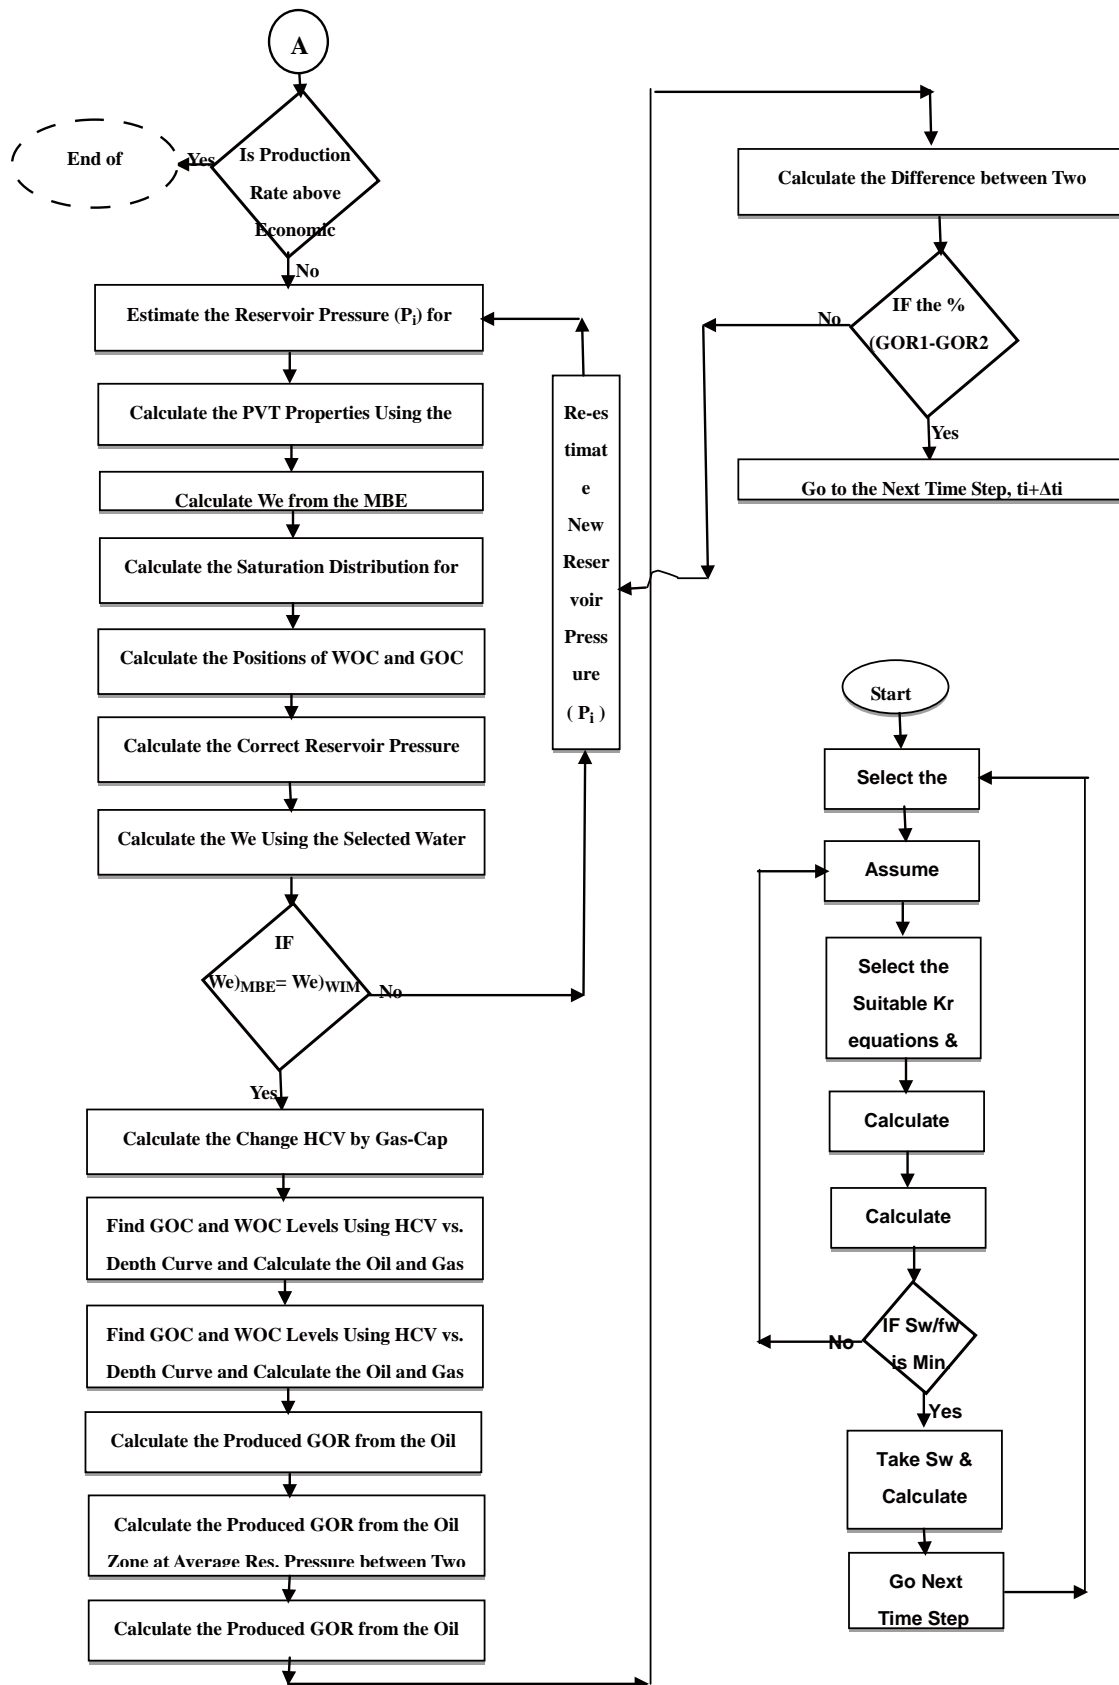 A
Is Production
Rate above
Economic
Yes
End of
No
Estimate the Reservoir Pressure (Pi) for
Calculate the PVT Properties Using the
Calculate We from the MBE
Calculate the Saturation Distribution for
Calculate the Positions of WOC and GOC
Calculate the Correct Reservoir Pressure
Calculate the We Using the Selected Water
IF
We)MBE= We)WIM
No
Yes
Calculate the Change HCV by Gas-Cap
Find GOC and WOC Levels Using HCV vs.
Depth Curve and Calculate the Oil and Gas
Find GOC and WOC Levels Using HCV vs.
Depth Curve and Calculate the Oil and Gas
Calculate the Produced GOR from the Oil
Calculate the Produced GOR from the Oil
Zone at Average Res. Pressure between Two
Calculate the Produced GOR from the Oil
Re-es
timat
e
New
Reser
voir
Press
ure
( Pi )
Calculate the Difference between Two
IF the %
(GOR1-GOR2
No
Yes
Go to the Next Time Step, ti+Δti
Start
Select the
Assume
Select the
Suitable Kr
equations &
Calculate
Calculate
IF Sw/fw
is Min
No
Yes
Take Sw &
Calculate
Go Next
Time Step